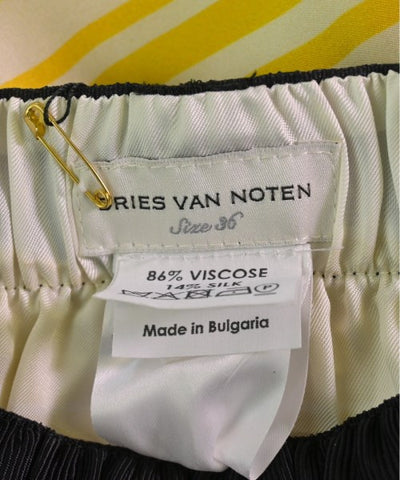 DRIES VAN NOTEN
Size 36
86% VISCOSE
14% SILK
P
Made in Bulgaria